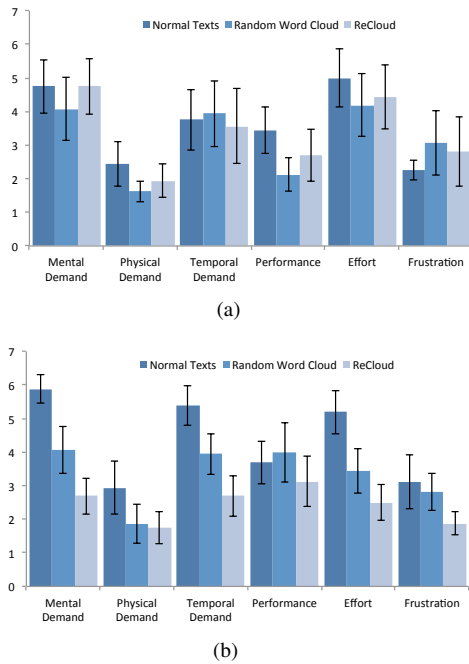 7
Normal Texts Random Word Cloud ReCloud
6
5
4
3
2
1
0
Mental Physical Temporal Performance Effort Frustration
Demand Demand Demand
(a)
7
Normal Texts Random Word Cloud ReCloud
6
5
4
3
2
1
0
Mental Physical Temporal Performance Effort Frustration
Demand Demand Demand
(b)